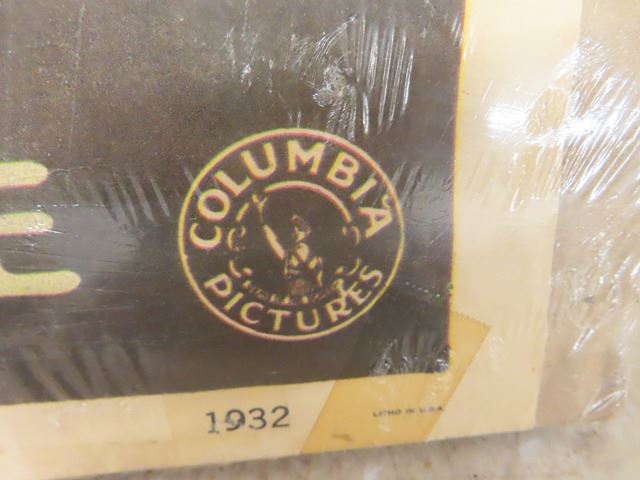 E
COLUMBIA
PICTURES
1932
LITHO IN U.S.A.